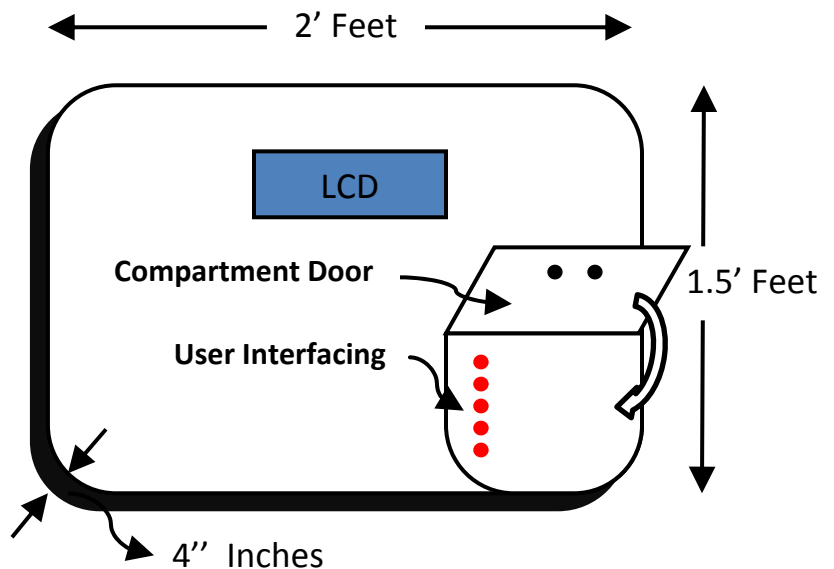 2’ Feet
LCD
Compartment Door
1.5’ Feet
User Interfacing
4’’ Inches